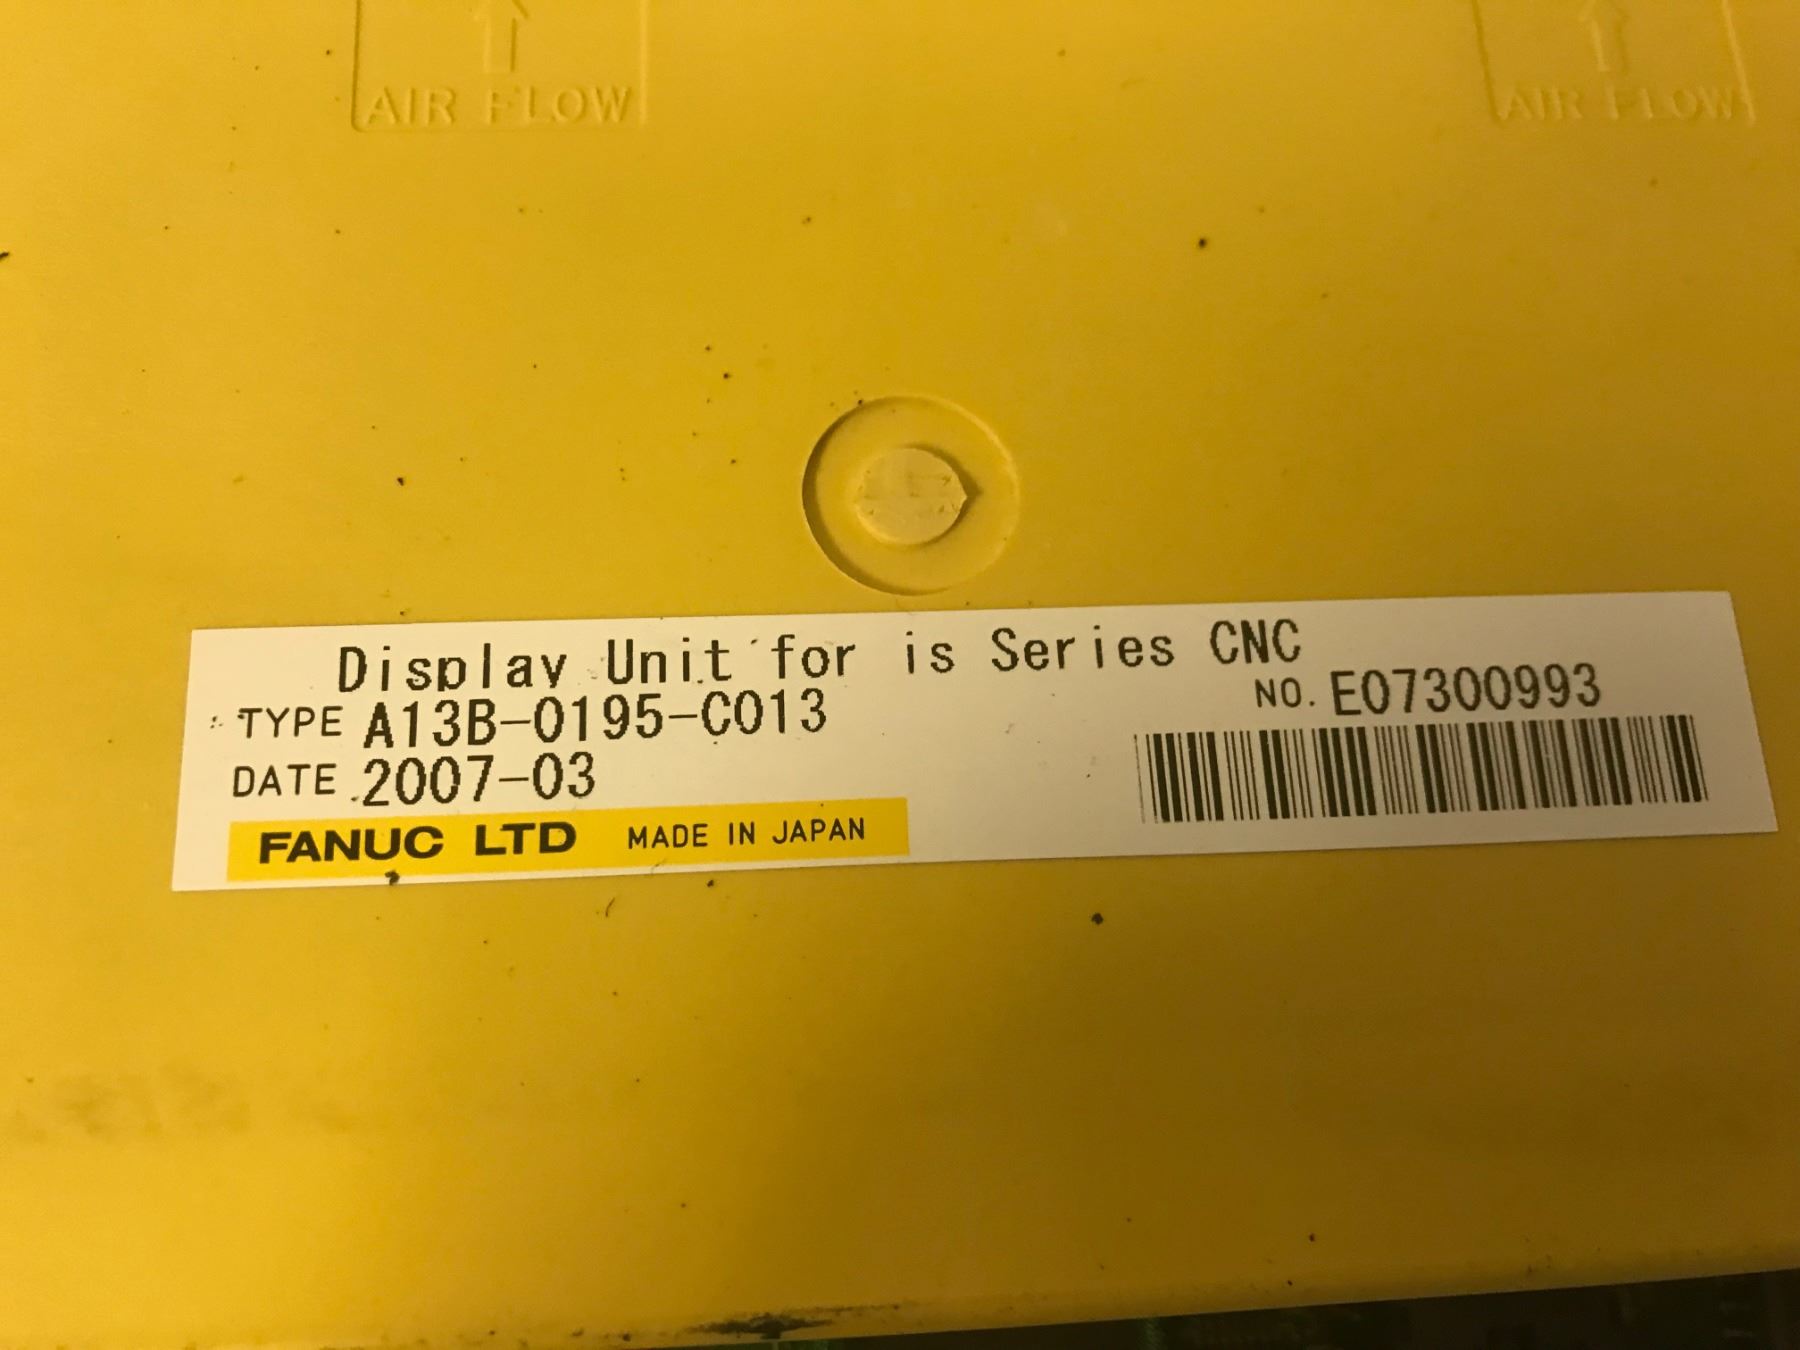 AIR FLOW
AIR FLOW
Display Unit for is Series CNC
TYPE A13B-0195-C013
NO. E07300993
DATE 2007-03
FANUC LTD MADE IN JAPAN